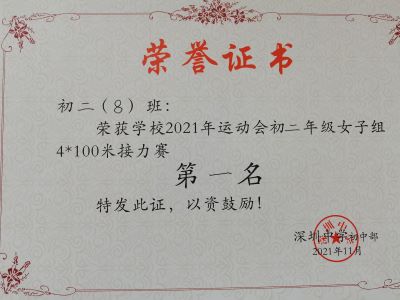 荣誉证书
初二（8）班：
荣获学校2021年运动会初二年级女子组
4*100米接力赛
第一名
特发此证，以资鼓励！
深圳中学初中部
2021年11月